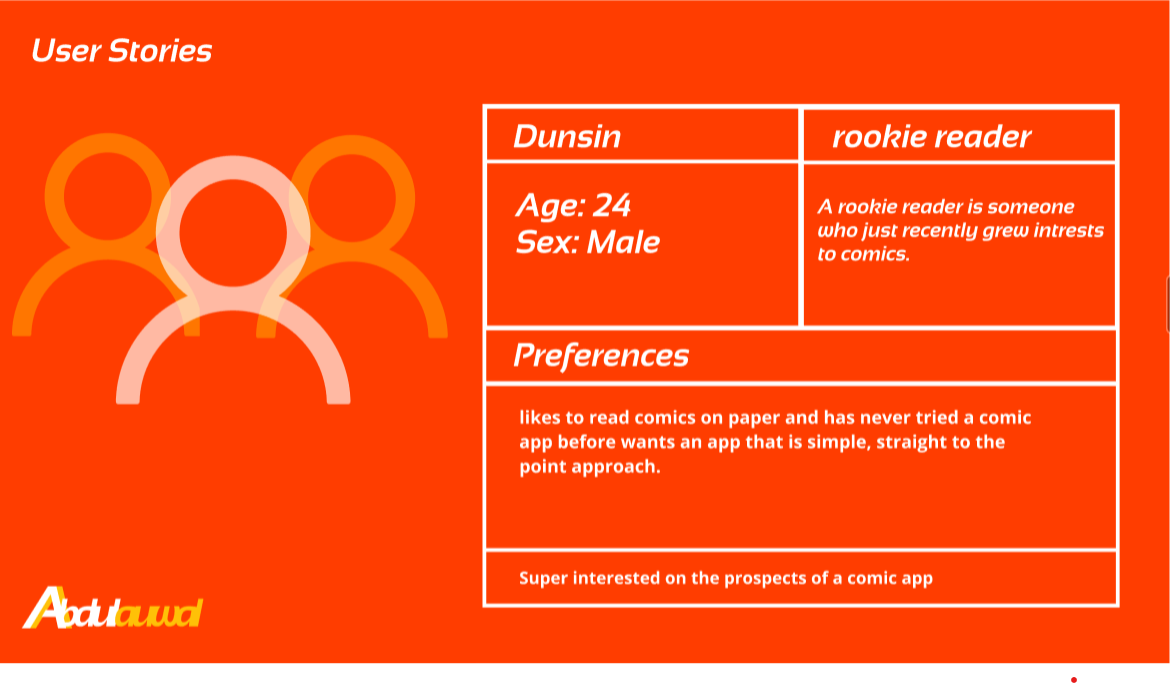 User Stories
Dunsin
rookie reader
Age: 24
Sex: Male
A rookie reader is someone
who just recently grew intrests
to comics.
Preferences
likes to read comics on paper and has never tried a comic
app before wants an app that is simple, straight to the
point approach.
Super interested on the prospects of a comic app
Abdulauwal